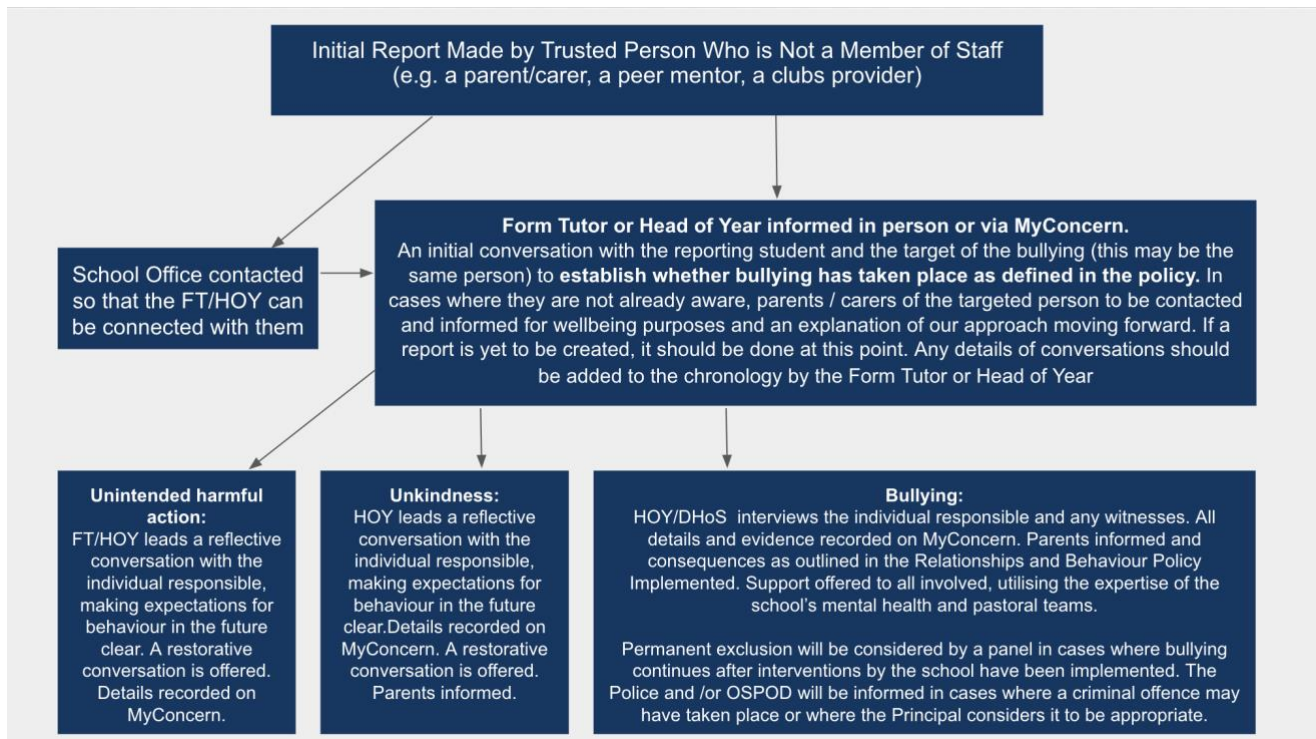 Initial Report Made by Trusted Person Who is Not a Member of Staff
(e.g. a parent/carer, a peer mentor, a clubs provider)
School Office contacted
so that the FT/HOY can
be connected with them
Form Tutor or Head of Year informed in person or via MyConcern.
An initial conversation with the reporting student and the target of the bullying (this may be the
same person) to establish whether bullying has taken place as defined in the policy. In
cases where they are not already aware, parents / carers of the targeted person to be contacted
and informed for wellbeing purposes and an explanation of our approach moving forward. If a
report is yet to be created, it should be done at this point. Any details of conversations should
be added to the chronology by the Form Tutor or Head of Year
Unintended harmful
action:
FT/HOY leads a reflective
conversation with the
individual responsible,
making expectations for
behaviour in the future
clear. A restorative
conversation is offered.
Details recorded on
MyConcern.
Unkindness:
HOY leads a reflective
conversation with the
individual responsible,
making expectations for
behaviour in the future
clear.Details recorded on
MyConcern. A restorative
conversation is offered.
Parents informed.
Bullying:
HOY/DHoS  interviews the individual responsible and any witnesses. All
details and evidence recorded on MyConcern. Parents informed and
consequences as outlined in the Relationships and Behaviour Policy
Implemented. Support offered to all involved, utilising the expertise of the
school's mental health and pastoral teams.
Permanent exclusion will be considered by a panel in cases where bullying
continues after interventions by the school have been implemented. The
Police and /or OSPOD will be informed in cases where a criminal offence may
have taken place or where the Principal considers it to be appropriate.